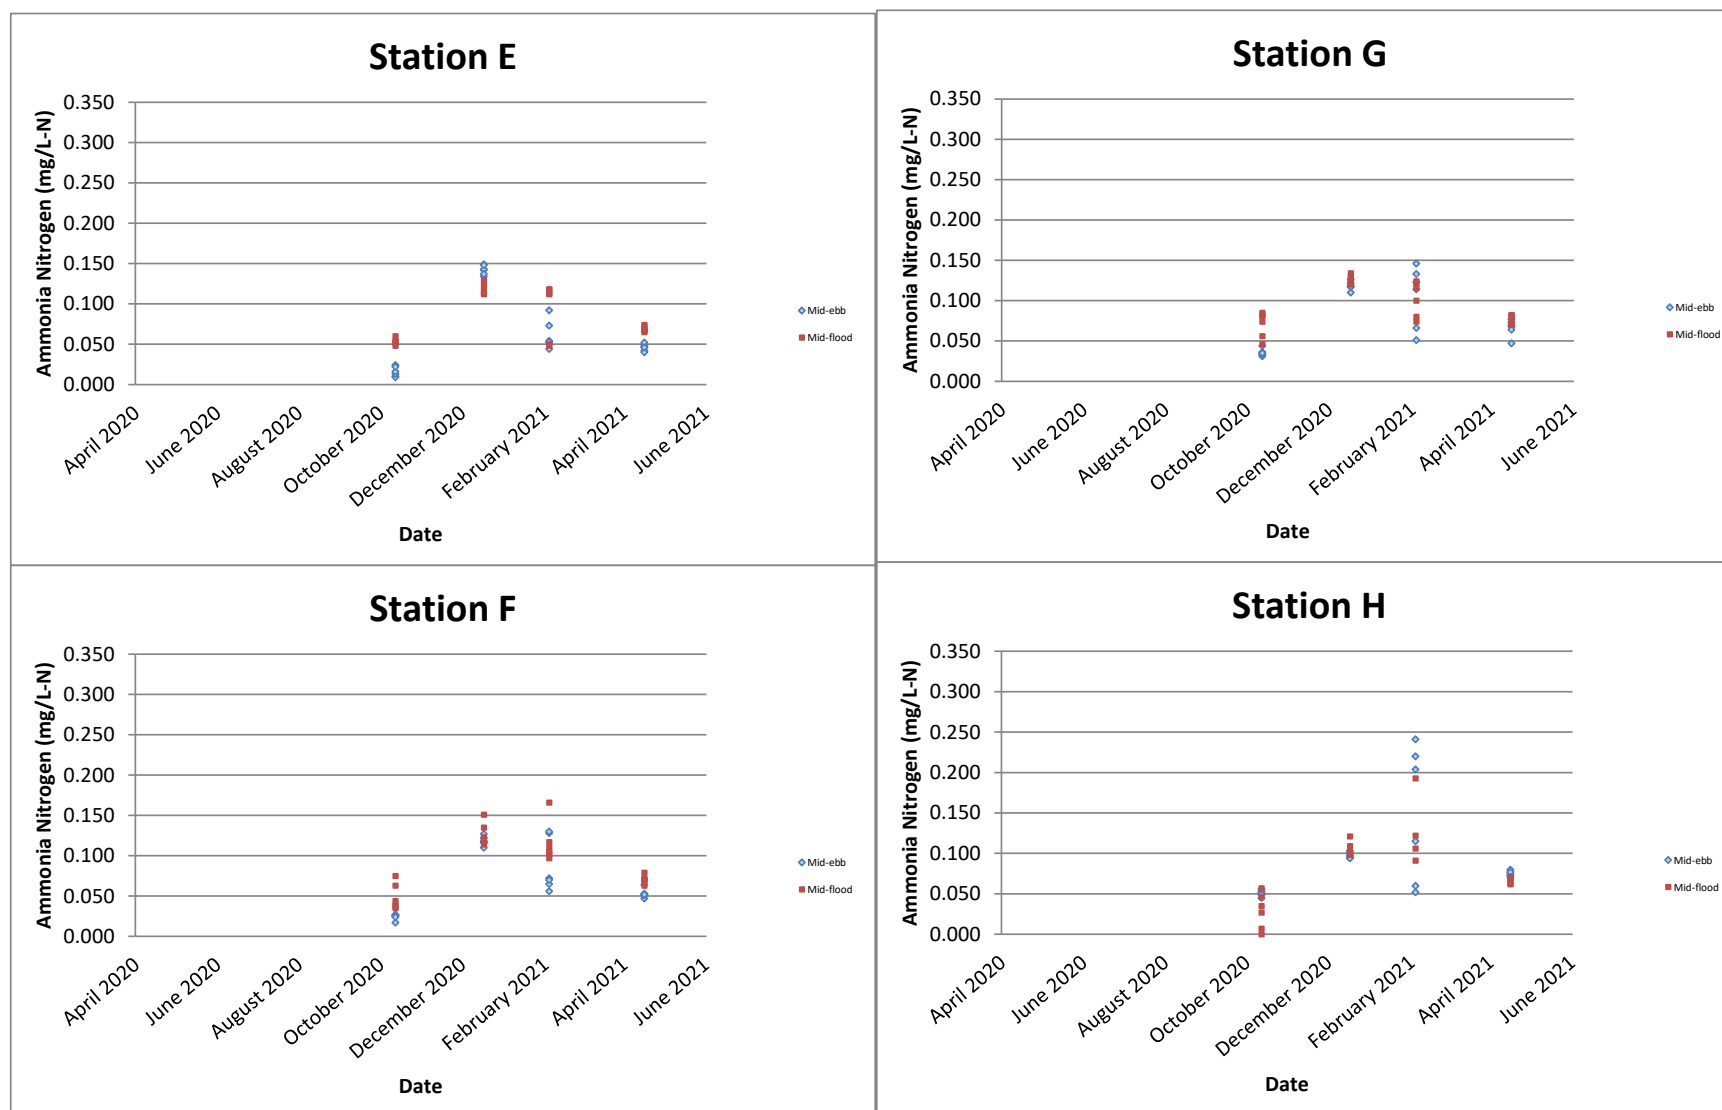 Station E
Ammonia Nitrogen (mg/L-N)
0.350
0.300
0.250
0.200
0.150
0.100
0.050
0.000
April 2020
June 2020
August 2020
October 2020
December 2020
February 2021
April 2021
June 2021
Date
Mid-ebb
Mid-flood
Station G
Ammonia Nitrogen (mg/L-N)
0.350
0.300
0.250
0.200
0.150
0.100
0.050
0.000
April 2020
June 2020
August 2020
October 2020
December 2020
February 2021
April 2021
June 2021
Date
Mid-ebb
Mid-flood
Station F
Ammonia Nitrogen (mg/L-N)
0.350
0.300
0.250
0.200
0.150
0.100
0.050
0.000
April 2020
June 2020
August 2020
October 2020
December 2020
February 2021
April 2021
June 2021
Date
Mid-ebb
Mid-flood
Station H
Ammonia Nitrogen (mg/L-N)
0.350
0.300
0.250
0.200
0.150
0.100
0.050
0.000
April 2020
June 2020
August 2020
October 2020
December 2020
February 2021
April 2021
June 2021
Date
Mid-ebb
Mid-flood